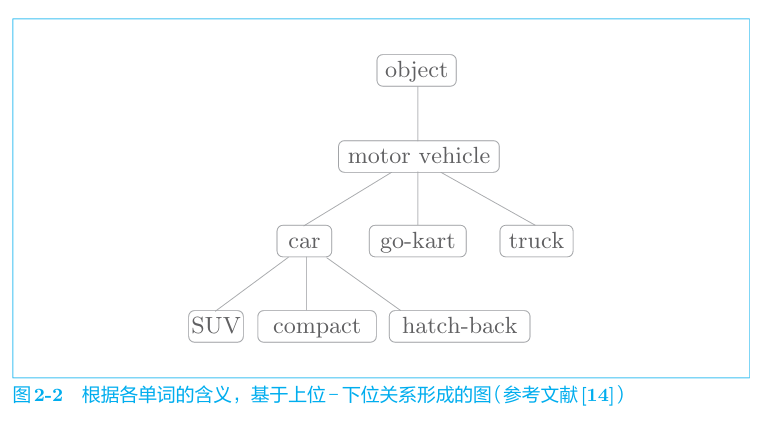 object
motor vehicle
car go-kart truck
SUV compact hatch-back
图2-2 根据各单词的含义，基于上位－下位关系形成的图（参考文献[14]）